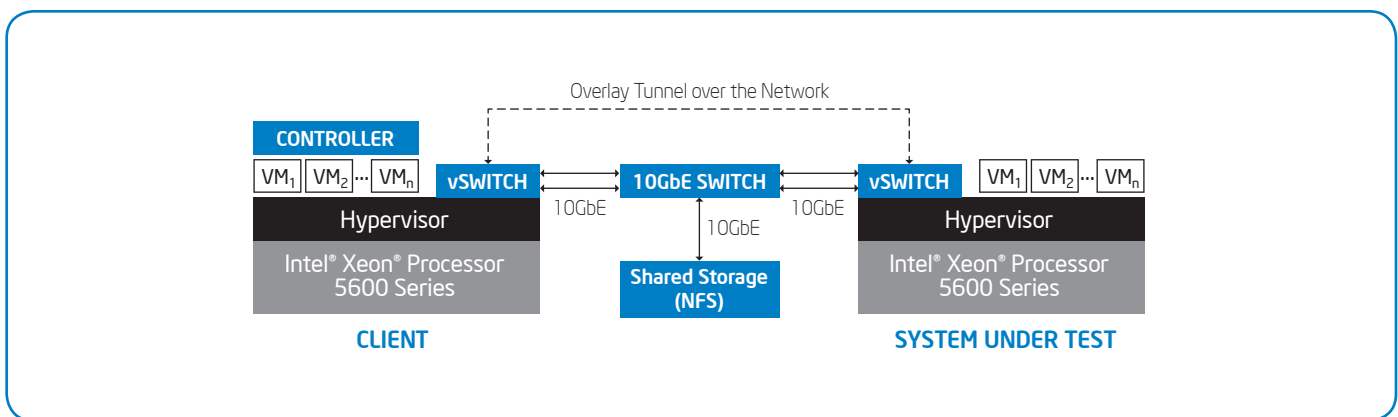 Overlay Tunnel over the Network
CONTROLLER
VM1 VM2 ... VMn
vSWITCH
10GbE SWITCH
vSWITCH
VM1 VM2 ... VMn
10GbE
10GbE
10GbE
Hypervisor
Hypervisor
Intel® Xeon® Processor
5600 Series
Shared Storage
(NFS)
Intel® Xeon® Processor
5600 Series
CLIENT
SYSTEM UNDER TEST